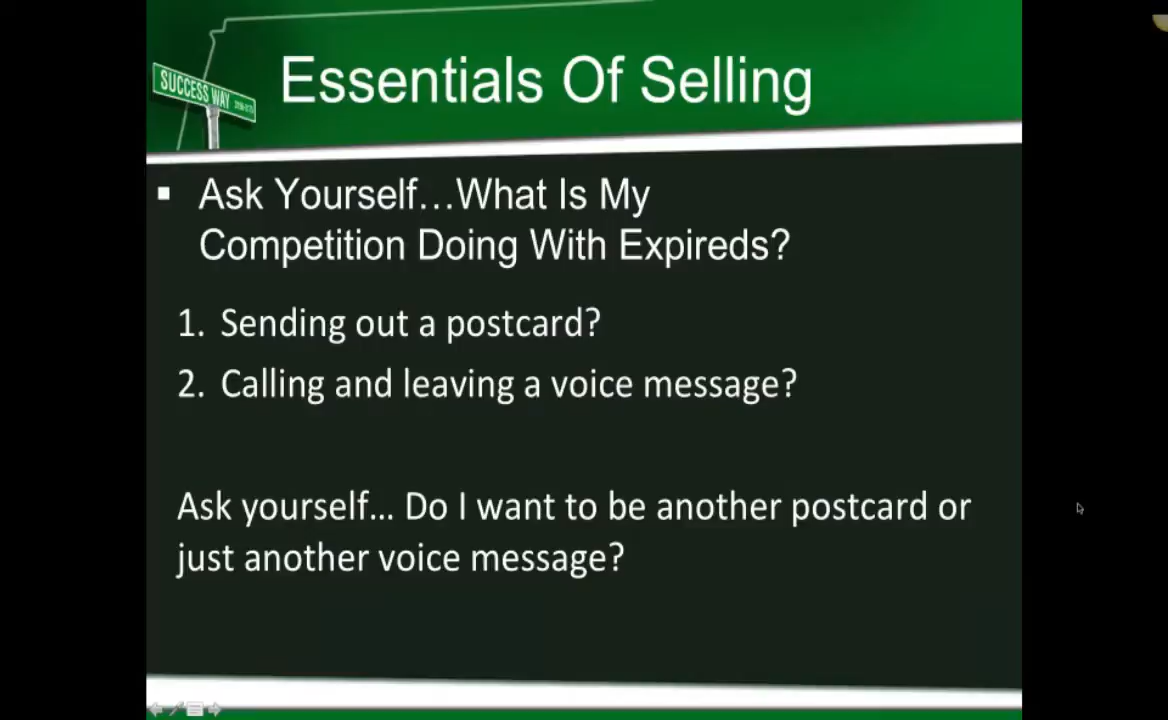 Essentials Of Selling
SUCCESS WAY
▪ Ask Yourself…What Is My
Competition Doing With Expireds?
1. Sending out a postcard?
2. Calling and leaving a voice message?
Ask yourself... Do I want to be another postcard or
just another voice message?